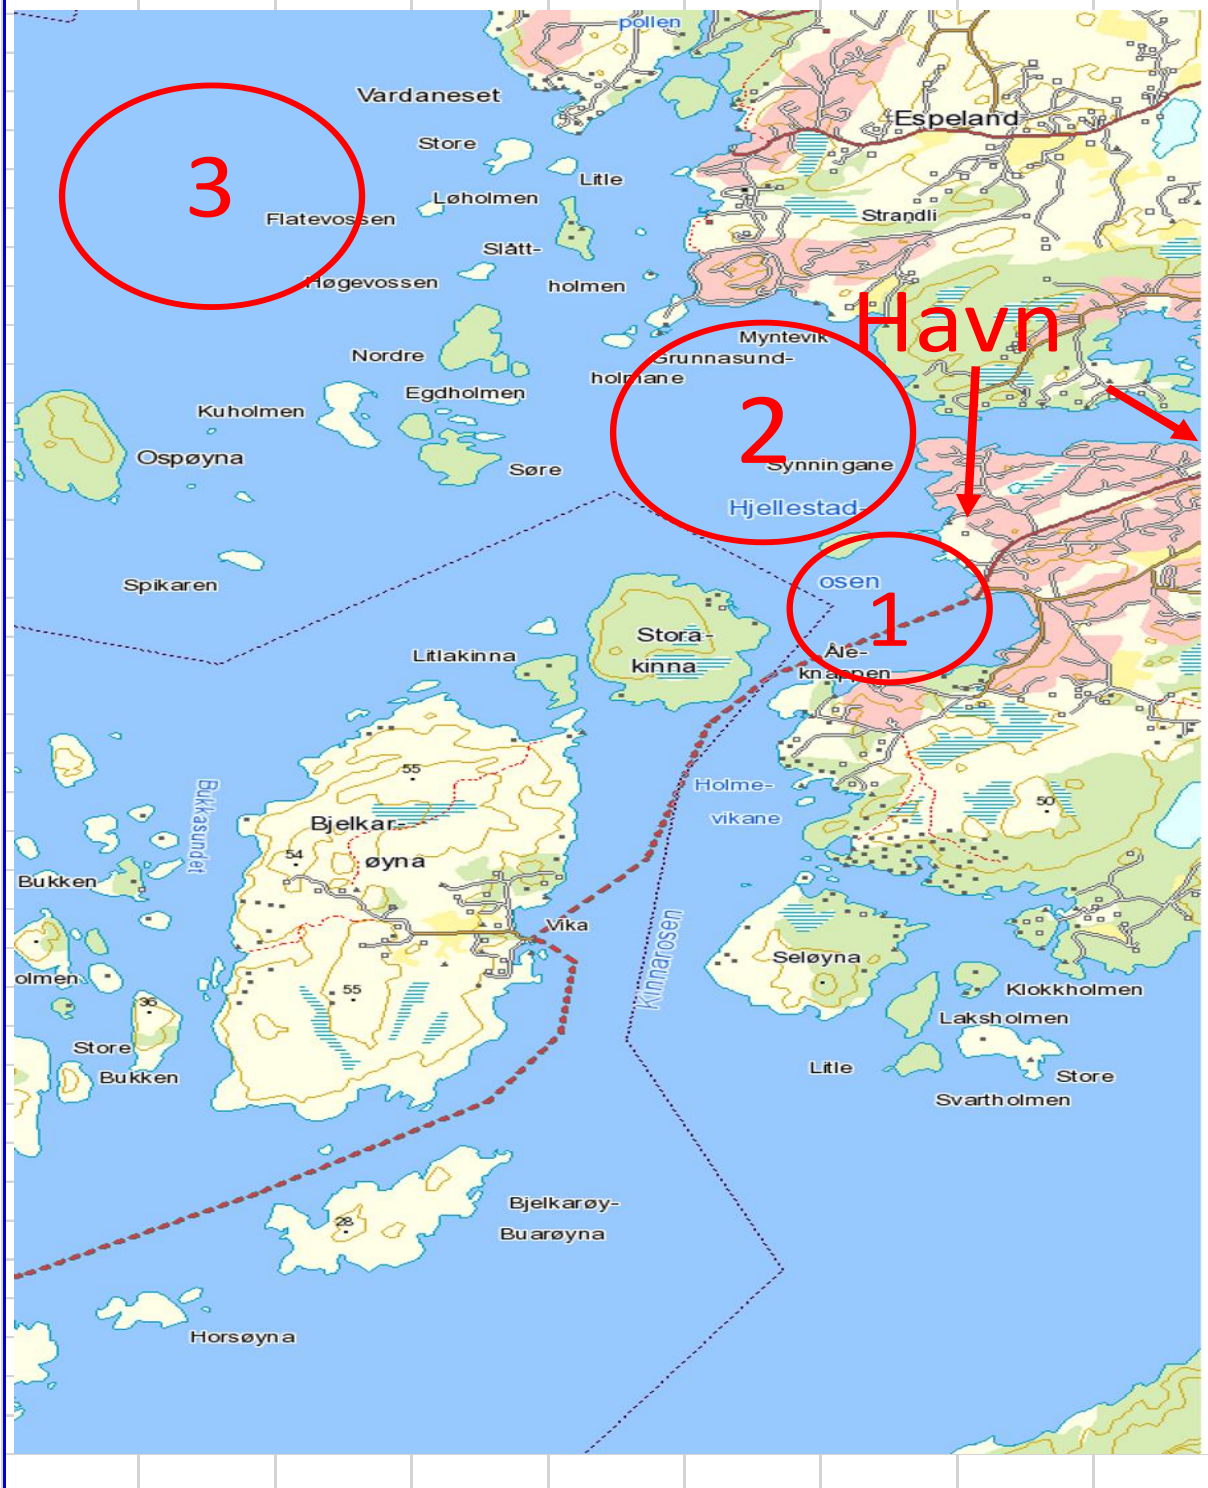 pollen
Vardaneset
Espeland
Store
3
Litle
Løholmen
Strandli
Flatevossen
Slått-
Høgevossen
holmen
Havn
Myntevik
Nordre
Grunnasund-
holmane
Egdholmen
Kuholmen
2
Ospøyna
Søre
Synningane
Hjellestad-
osen
Spikaren
1
Stora-
Litlakinna
kinna
Åle-
knappen
55
Holme-
vikane
50
Bukkasundet
Bjelkar-
54
øyna
Bukken
Vika
Kinnarosen
Seløyna
olmen
55
Klokkholmen
36
Laksholmen
Store
Bukken
Litle
Store
Svartholmen
Bjelkarøy-
28
Buarøyna
Horsøyna